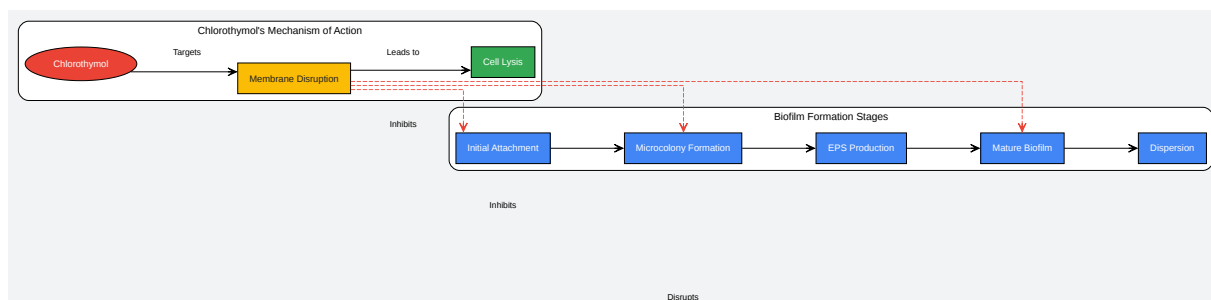 Chlorothymol's Mechanism of Action
Chlorothymol
Targets
Membrane Disruption
Leads to
Cell Lysis
Inhibits
Biofilm Formation Stages
Initial Attachment
Microcolony Formation
EPS Production
Mature Biofilm
Dispersion
Inhibits
Disrupts